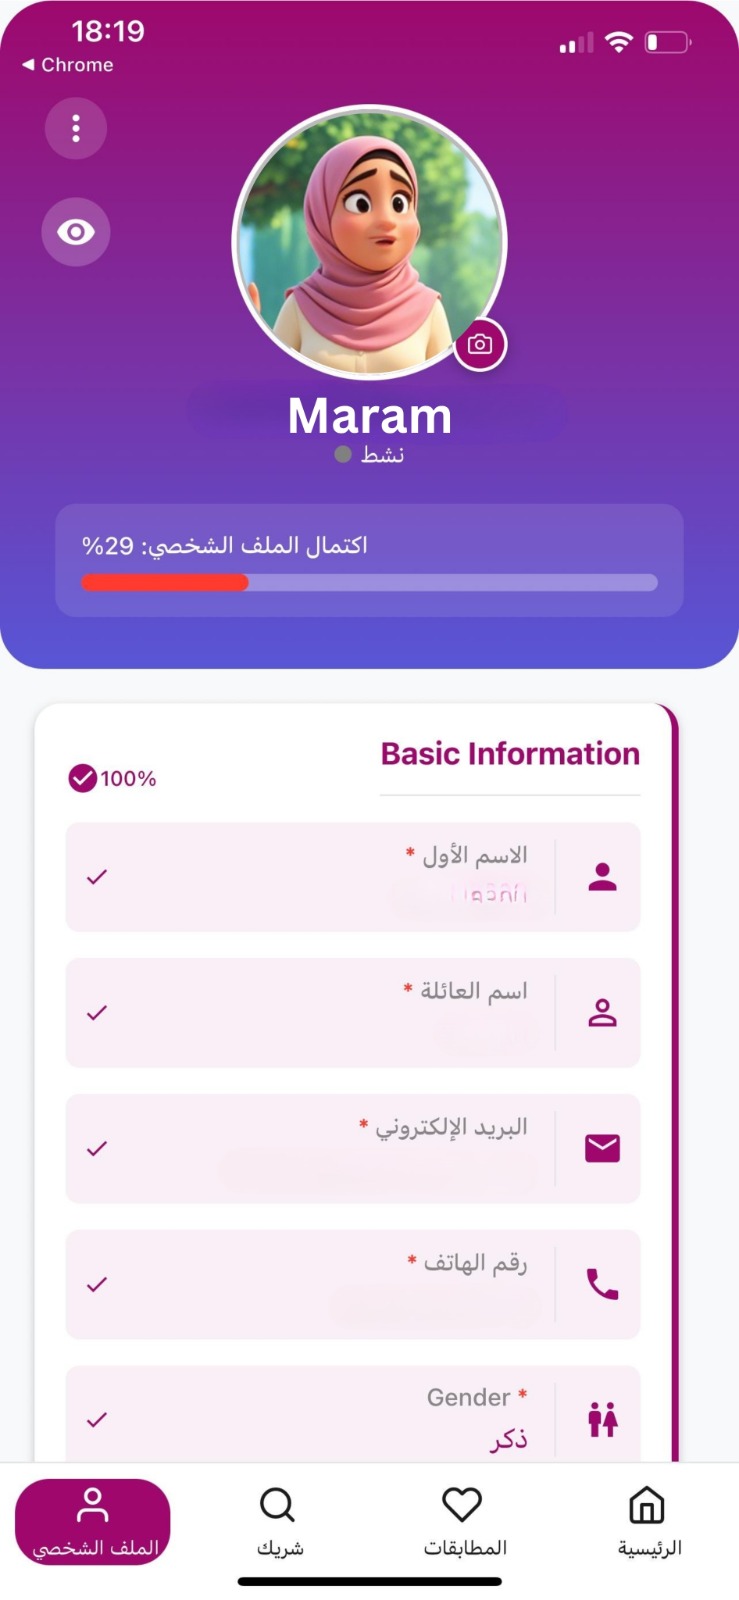 18:19
Chrome
Maram
نشط
اكتمال الملف الشخصي: 29%
Basic Information
100%
الاسم الأول *
اسم العائلة *
البريد الإلكتروني *
رقم الهاتف *
Gender *
ذكر
الرئيسية
المطابقات
شريك
الملف الشخصي